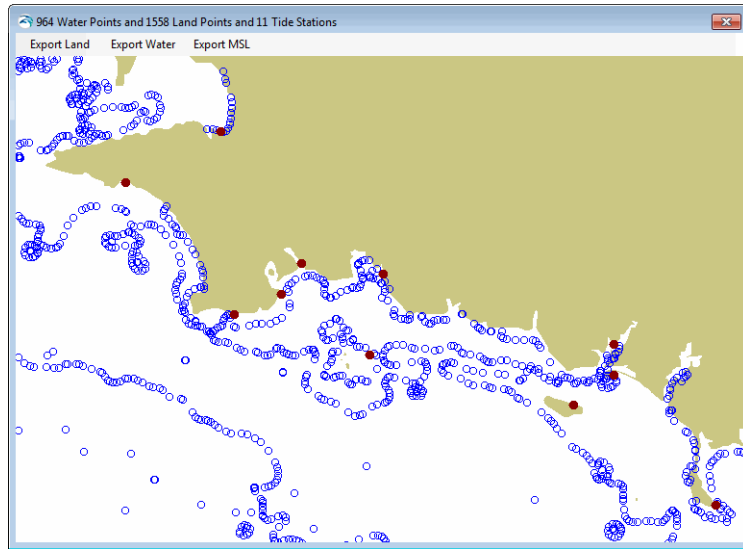 964 Water Points and 1558 Land Points and 11 Tide Stations
Export Land Export Water Export MSL